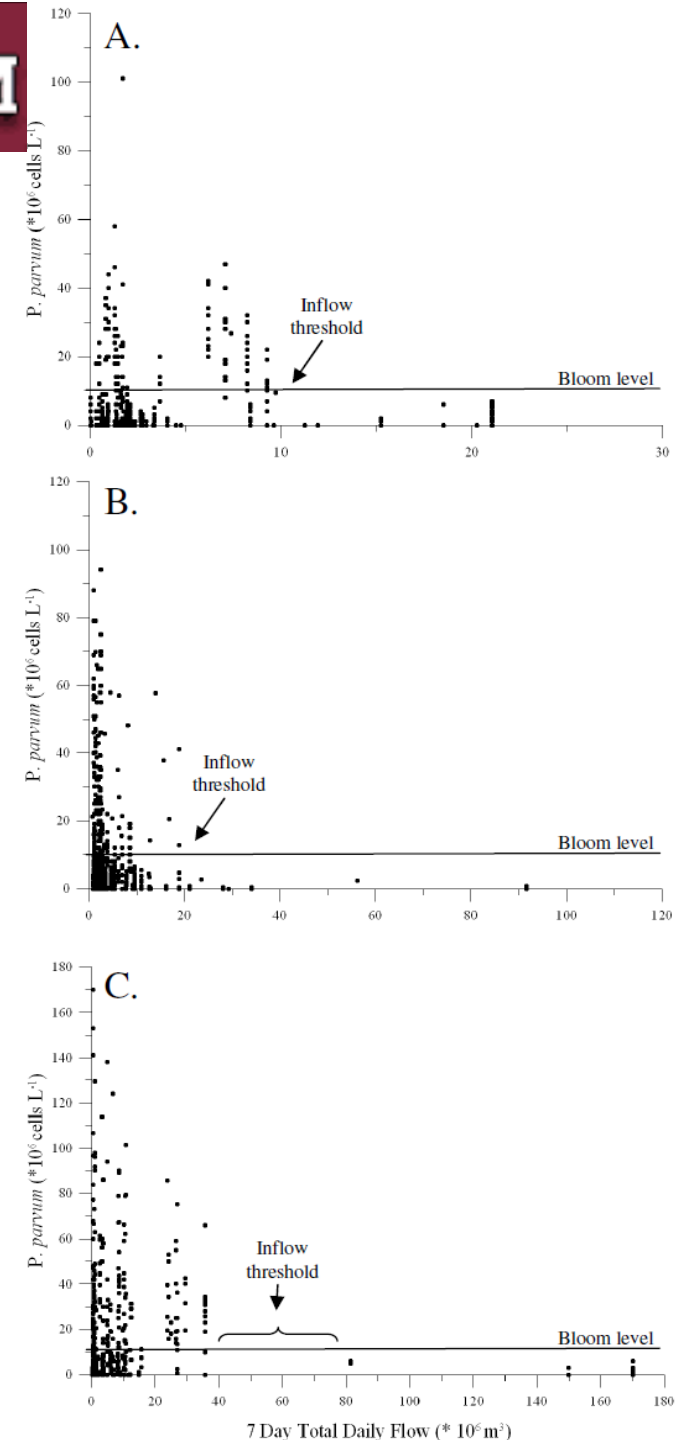 A.
120
100
80
60
40
20
0
P. parvum (*10⁶ cells L⁻¹)
Inflow
threshold
Bloom level
0 10 20 30
B.
120
100
80
60
40
20
0
P. parvum (*10⁶ cells L⁻¹)
Inflow
threshold
Bloom level
0 20 40 60 80 100 120
C.
180
160
140
120
100
80
60
40
20
0
P. parvum (*10⁶ cells L⁻¹)
Inflow
threshold
Bloom level
0 20 40 60 80 100 120 140 160 180
7 Day Total Daily Flow (* 10⁶ m³)